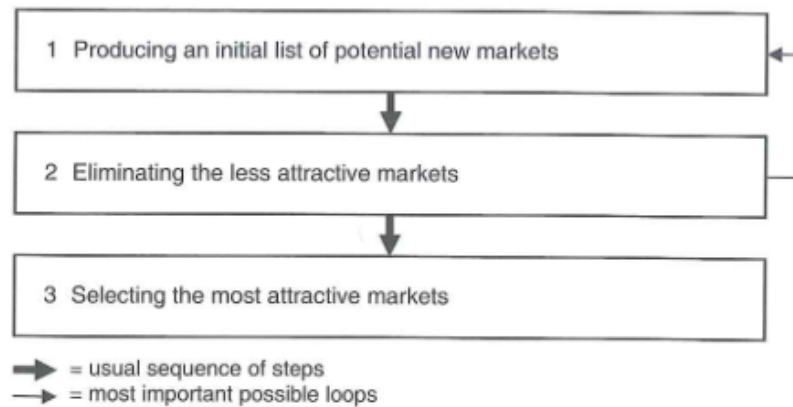 1 Producing an initial list of potential new markets
2 Eliminating the less attractive markets
3 Selecting the most attractive markets
= usual sequence of steps
= most important possible loops